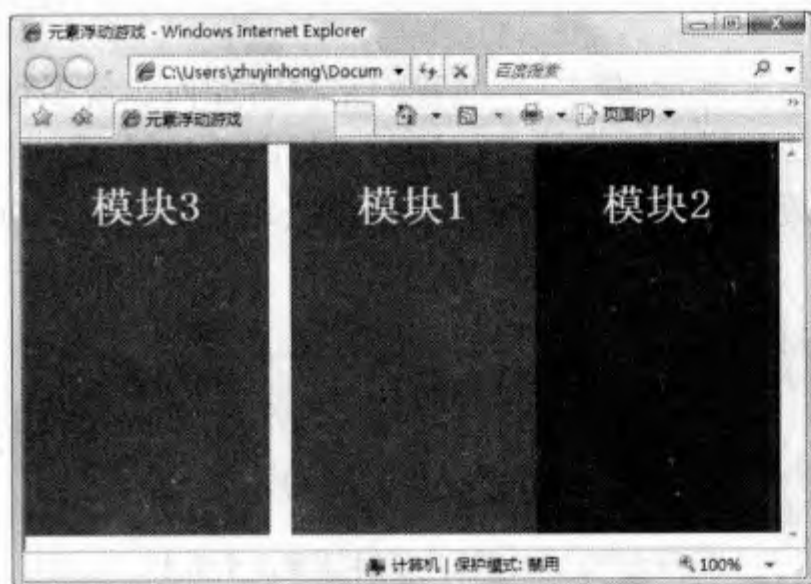 元素浮动游戏 - Windows Internet Explorer
C:\Users\zhuyinhong\Docum 百度搜索
元素浮动游戏 页面(P)
模块3 模块1 模块2
计算机 | 保护模式: 禁用 100%